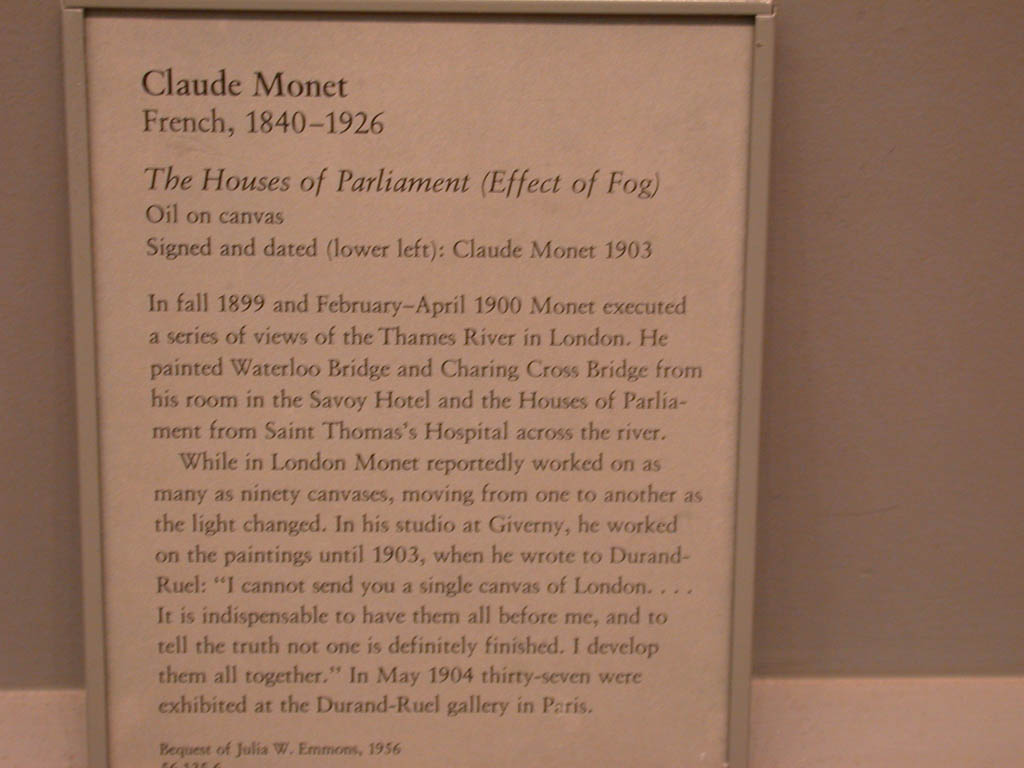 Claude Monet
French, 1840–1926
The Houses of Parliament (Effect of Fog)
Oil on canvas
Signed and dated (lower left): Claude Monet 1903
In fall 1899 and February–April 1900 Monet executed
a series of views of the Thames River in London. He
painted Waterloo Bridge and Charing Cross Bridge from
his room in the Savoy Hotel and the Houses of Parlia-
ment from Saint Thomas's Hospital across the river.
While in London Monet reportedly worked on as
many as ninety canvases, moving from one to another as
the light changed. In his studio at Giverny, he worked
on the paintings until 1903, when he wrote to Durand-
Ruel: “I cannot send you a single canvas of London. . . .
It is indispensable to have them all before me, and to
tell the truth not one is definitely finished. I develop
them all together.” In May 1904 thirty-seven were
exhibited at the Durand-Ruel gallery in Paris.
Bequest of Julia W. Emmons, 1956